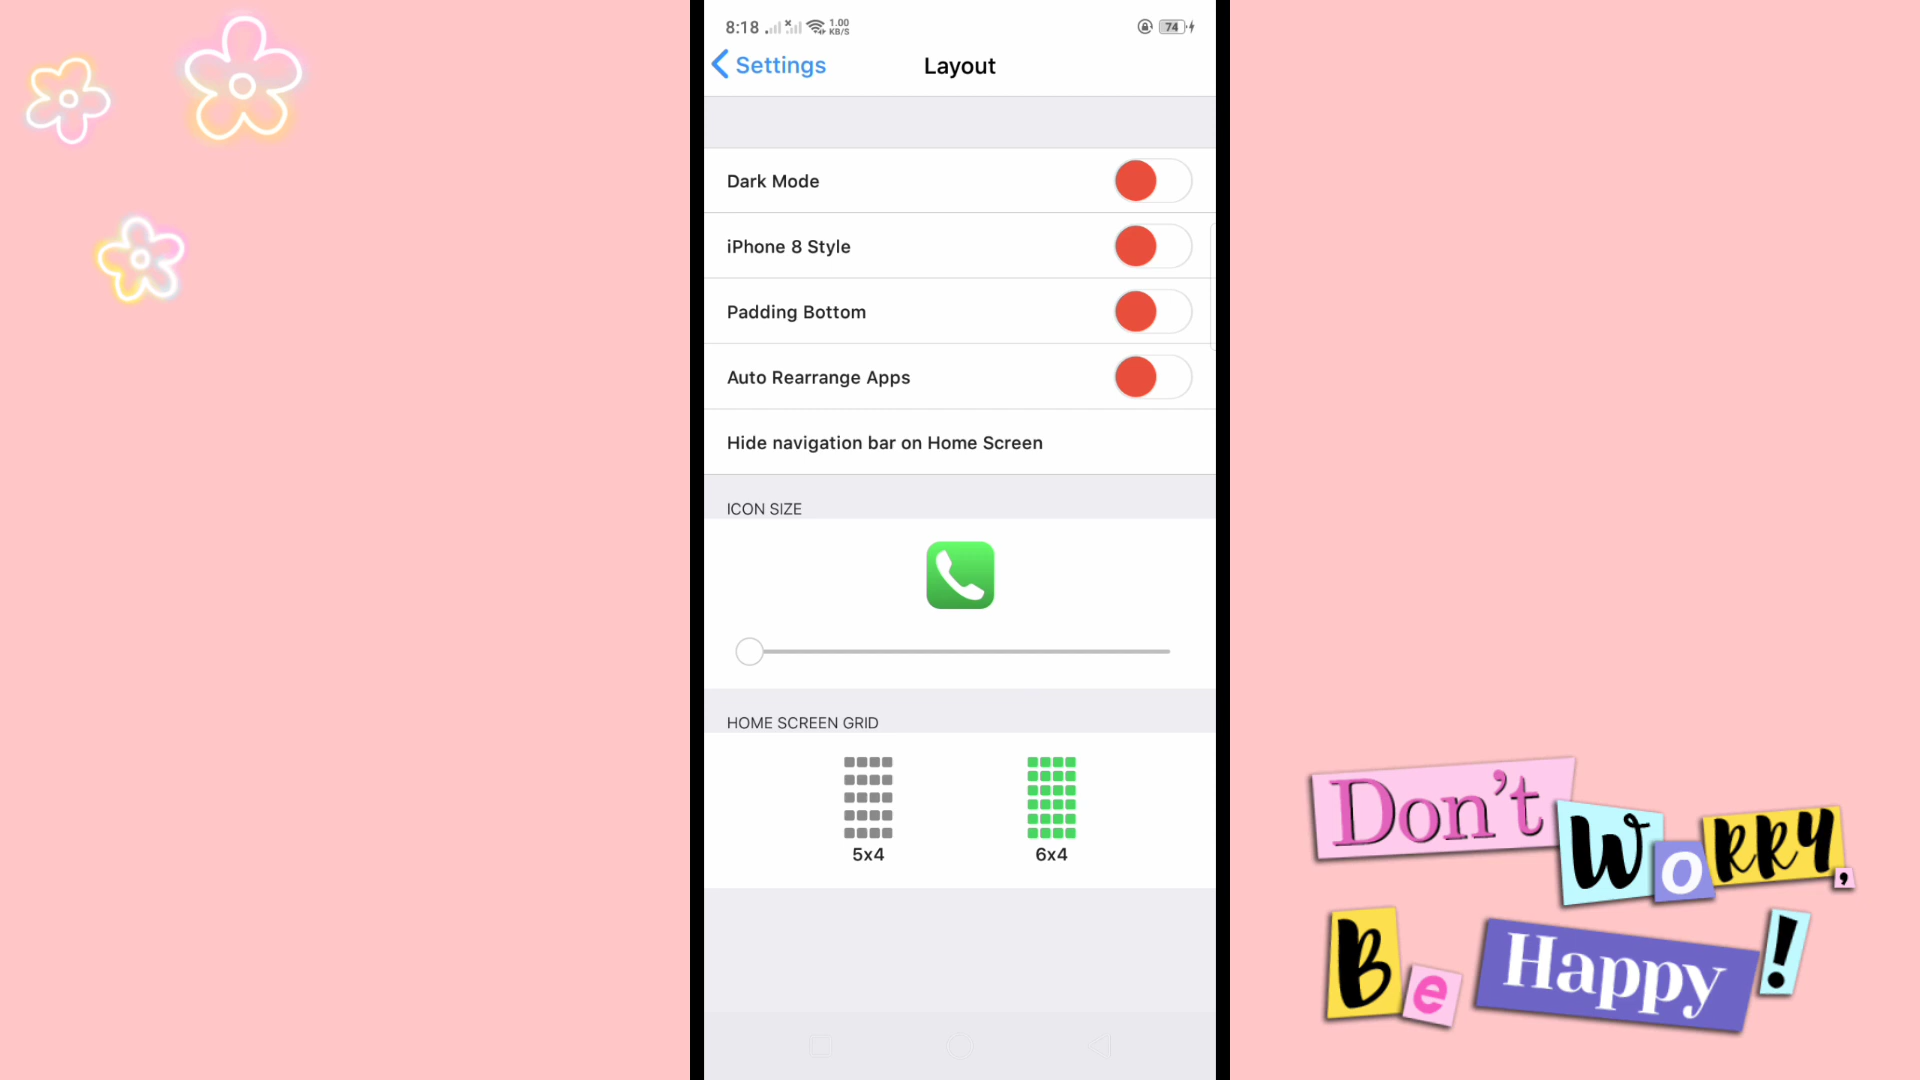 8:18 1.00 KB/S 74
Settings Layout
Dark Mode
iPhone 8 Style
Padding Bottom
Auto Rearrange Apps
Hide navigation bar on Home Screen
ICON SIZE
HOME SCREEN GRID
5x4 6x4
Don't
WORRY,
Be Happy!